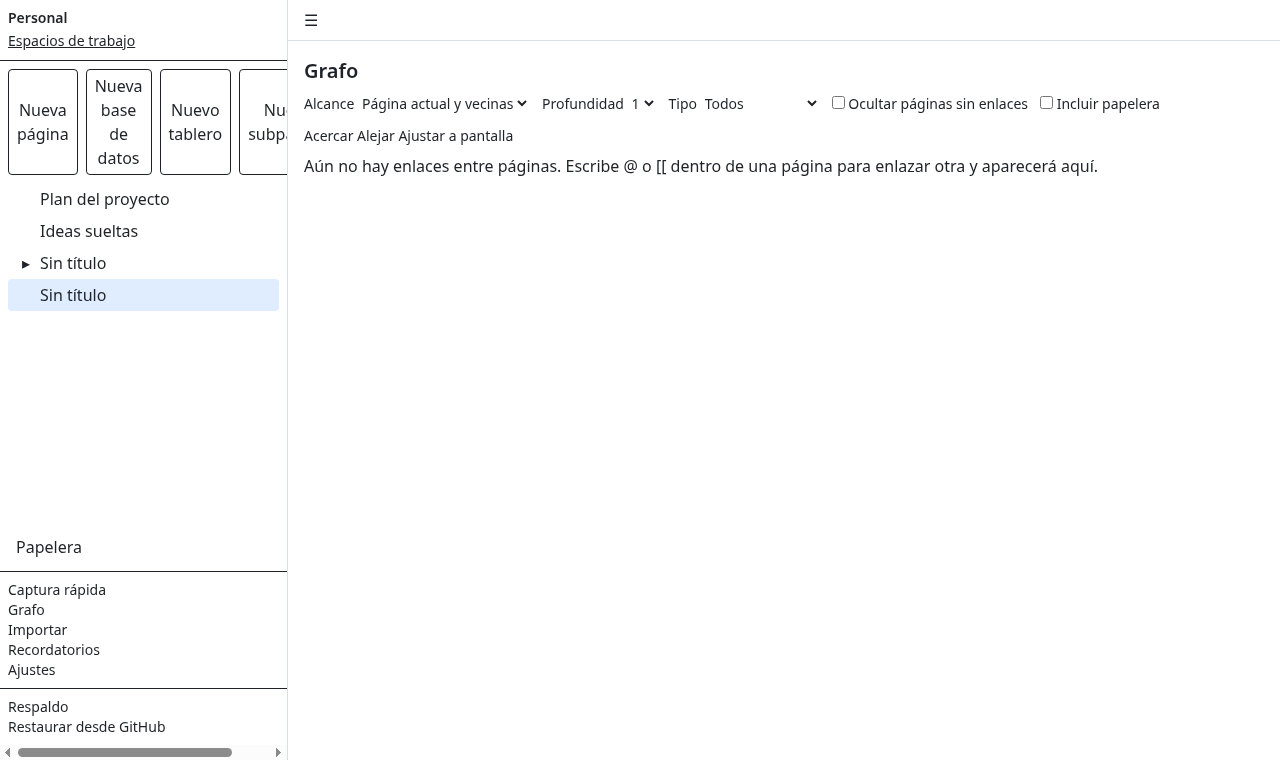 Personal
Espacios de trabajo
Nueva página
Nueva base de datos
Nuevo tablero
Plan del proyecto
Ideas sueltas
▸ Sin título
Sin título
Papelera
Captura rápida
Grafo
Importar
Recordatorios
Ajustes
Respaldo
Restaurar desde GitHub
☰
Grafo
Alcance Página actual y vecinas Profundidad 1 Tipo Todos Ocultar páginas sin enlaces Incluir papelera
Acercar Alejar Ajustar a pantalla
Aún no hay enlaces entre páginas. Escribe @ o [[ dentro de una página para enlazar otra y aparecerá aquí.